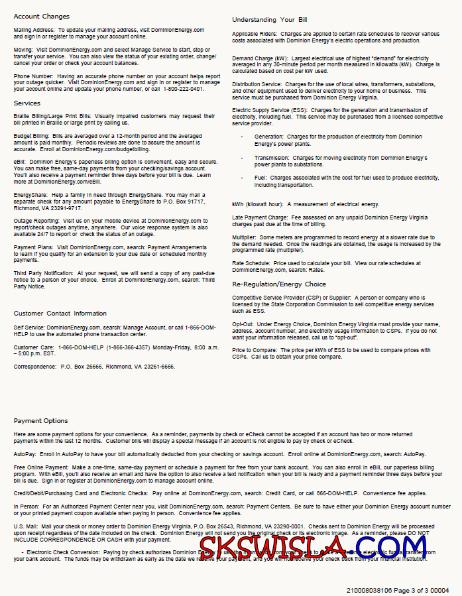 Account Changes
Mailing Address: To update your mailing address, visit DominionEnergy.com
and sign in or register to manage your account online.
Moving: Visit DominionEnergy.com and select Manage Service to start, stop or
transfer your service. You can also view the status of your existing order, change/
cancel your order or check your account balances.
Phone Number: Having an accurate phone number on your account helps report
your outage quicker. Visit DominionEnergy.com and sign in or register to manage
your account online and update your phone number, or call 1-800-222-0401.
Services
Braille Billing/Large Print Bills: Visually impaired customers may request their
bill printed in Braille or large print by calling us.
Budget Billing: Bills are averaged over a 12-month period and the averaged
amount is paid monthly. Periodic reviews are done to assure the amount is
accurate. Enroll at DominionEnergy.com/budgetbilling.
eBill: Dominion Energy's paperless billing option is convenient, easy and secure.
You can make free, same-day payments from your checking/savings account.
You'll also receive a payment reminder three days before your bill is due. Learn
more at DominionEnergy.com/eBill.
EnergyShare: Help a family in need through EnergyShare. You may mail a
separate check for any amount payable to EnergyShare to P.O. Box 91717,
Richmond, VA 23291-9717.
Outage Reporting: Visit us on your mobile device at DominionEnergy.com to
report/check outages anytime, anywhere. Our voice response system is also
available 24/7 to report or check the status of an outage.
Payment Plans: Visit DominionEnergy.com, search: Payment Arrangements
to learn if you qualify for an extension to your due date or scheduled monthly
payments.
Third Party Notification: At your request, we will send a copy of any past-due
notice to a person of your choice. Enroll at DominionEnergy.com, search: Third
Party Notice
Customer Contact Information
Self Service: DominionEnergy.com, search: Manage Account, or call 1-866-DOM-
HELP to use the automated phone transaction center.
Customer Care: 1-866-DOM-HELP (1-866-366-4357) Monday-Friday, 8:00 a.m.
– 5:00 p.m. EST.
Correspondence: P.O. Box 26666, Richmond, VA 23261-6666.
Understanding Your Bill
Applicable Riders: Charges are applied to certain rate schedules to recover various
costs associated with Dominion Energy's electric operations and production.
Demand Charge (kW): Largest electrical use of highest "demand" for electricity
averaged in any 30-minute period per month measured in kilowatts (kW). Charge is
calculated based on cost per kW used.
Distribution Service: Charges for the use of local wires, transformers, substations,
and other equipment used to deliver electricity to your home or business. This
service must be purchased from Dominion Energy Virginia.
Electric Supply Service (ESS): Charges for the generation and transmission of
electricity, including fuel. This service may be purchased from a licensed competitive
service provider.
- Generation: Charges for the production of electricity from Dominion
Energy's power plants.
- Transmission: Charges for moving electricity from Dominion Energy's
power plants to substations.
- Fuel: Charges associated with the cost for fuel used to produce electricity,
including transportation.
kWh (kilowatt hour): A measurement of electrical energy.
Late Payment Charge: Fee assessed on any unpaid Dominion Energy Virginia
charges past due at the time of billing.
Multiplier: Some meters are programmed to record energy at a slower rate due to
the demand needed. Once the readings are obtained, the usage is increased by the
programmed rate (multiplier).
Rate Schedule: Price used to calculate your bill. View our rate schedules at
DominionEnergy.com, search: Rates.
Re-Regulation/Energy Choice
Competitive Service Provider (CSP) or Supplier: A person or company who is
licensed by the State Corporation Commission to sell competitive energy services
such as ESS.
Opt-Out: Under Energy Choice, Dominion Energy Virginia must provide your name,
address, account number, and electricity usage information to CSPs. If you do not
want your information released, call us to "opt-out".
Price to Compare: The price per kWh of ESS to be used to compare prices with
CSPs. Call us to obtain your price compare.
Payment Options
Here are some payment options for your convenience. As a reminder, payments by check or eCheck cannot be accepted if an account has two or more returned
payments within the last 12 months. Customer bills will display a special message if an account is not eligible to pay by check or eCheck.
AutoPay: Enroll in AutoPay to have your bill automatically deducted from your checking or savings account. Enroll online at DominionEnergy.com, search: AutoPay.
Free Online Payment: Make a one-time, same-day payment or schedule a payment for free from your bank account. You can also enroll in eBill, our paperless billing
program. With eBill, you'll also receive an email and have the option to also receive a text notification when your bill is ready and a payment reminder three days before your
bill is due. Sign in or register at DominionEnergy.com to manage account online.
Credit/Debit/Purchasing Card and Electronic Checks: Pay online at DominionEnergy.com, search: Credit Card, or call 866-DOM-HELP. Convenience fee applies.
In Person: For an Authorized Payment Center near you, visit DominionEnergy.com, search: Payment Centers. Be sure to have either your Dominion Energy account number
or your printed payment coupon available when paying in person. Convenience fee applies.
U.S. Mail: Mail your check or money order to Dominion Energy Virginia, P.O. Box 26543, Richmond, VA 23290-0001. Checks sent to Dominion Energy will be processed
upon receipt regardless of the date included on the check. Dominion Energy will not send you the original check or its electronic image. As a reminder, please DO NOT
INCLUDE CORRESPONDENCE OR CASH with your payment.
- Electronic Check Conversion: Paying by check authorizes Dominion electronic funds transfer from
your bank account. The funds may be withdrawn as early as the date we receive your payment, and you will not receive your check back from your financial institution.
SKSWISLA.COM
210008038106 Page 3 of 3 00004